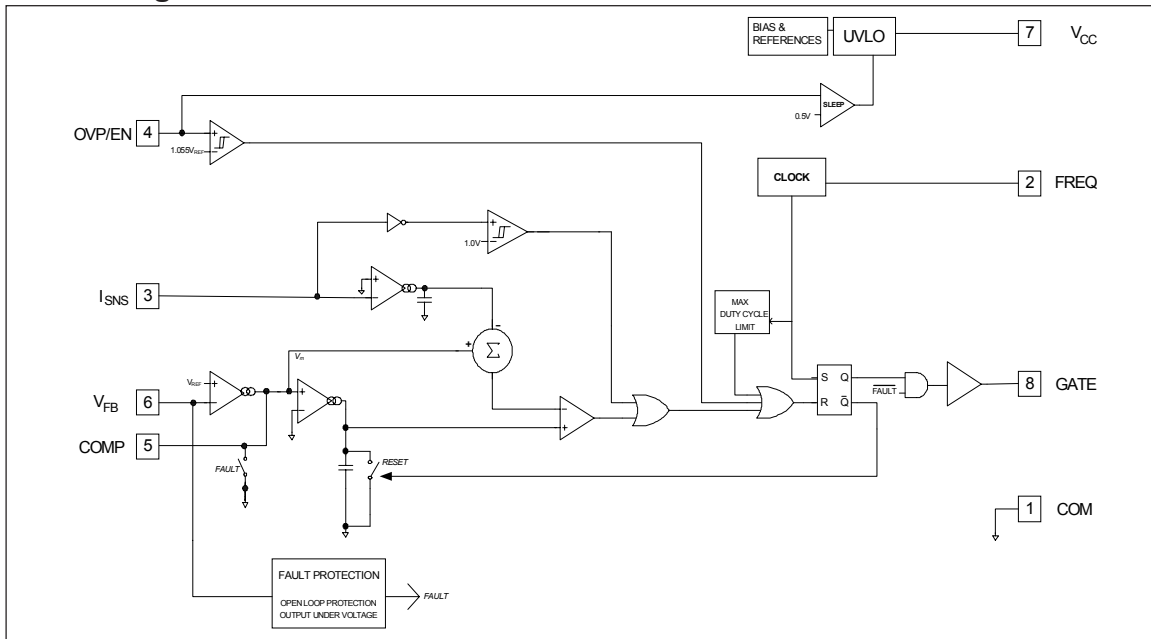 BIAS &
REFERENCES
UVLO
7
VCC
SLEEP
0.5V
OVP/EN
4
+
1.055VREF
−
CLOCK
2
FREQ
+
1.0V
−
ISNS
3
+
−
MAX
DUTY CYCLE
LIMIT
−
+
Σ
Vm
S Q
R Q̅
FAULT
8
GATE
VFB
6
VREF
+
−
+
−
−
+
COMP
5
FAULT
RESET
1
COM
FAULT PROTECTION
OPEN LOOP PROTECTION
OUTPUT UNDER VOLTAGE
FAULT